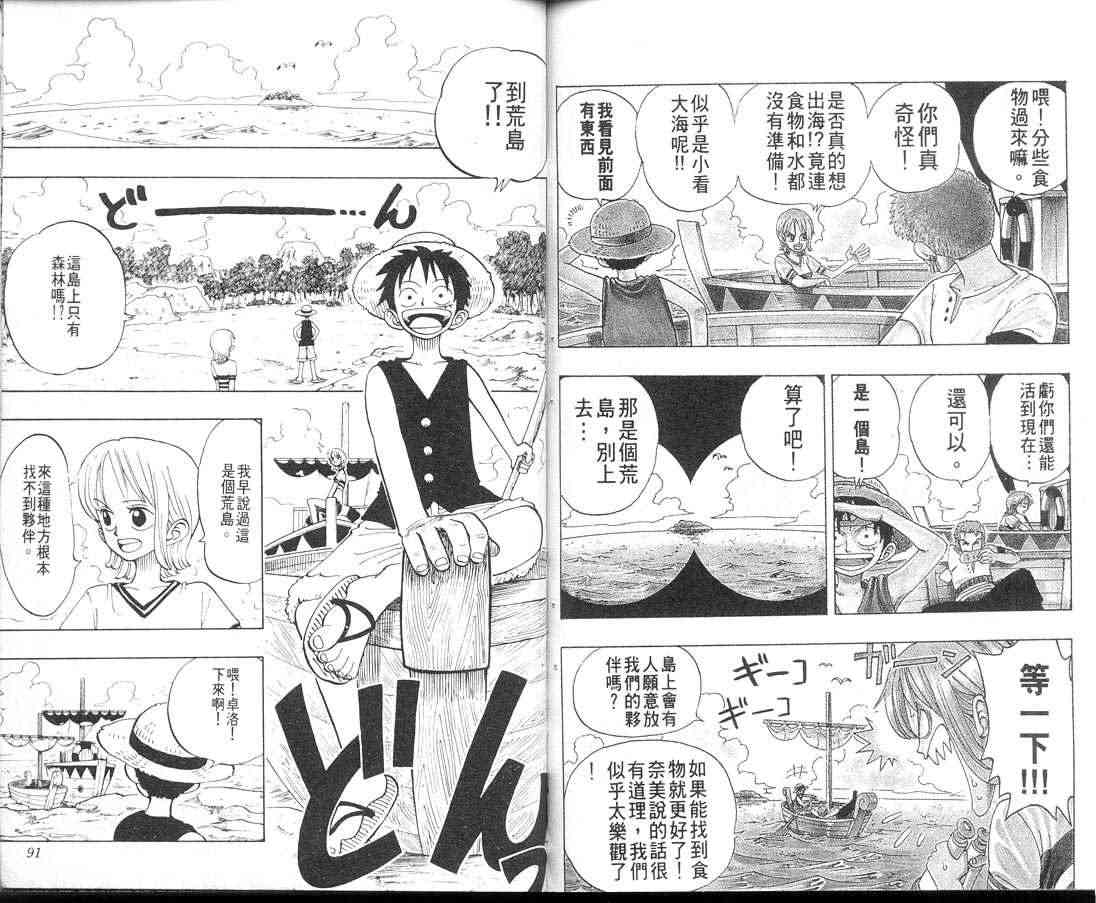 喂！分些食
物過來嘛。
你們真
奇怪！
是否真的想
出海!?竟連
食物和水都
沒有準備！
似乎是小看
大海呢!!
我看見前面
有東西
虧你們還能
活到現在…
還可以。
是一個島！
算了吧！
那是個荒
島，別上
去…
等一下!!!
ギーコ
ギーコ
島上會有
人願意放
我們的夥
伴嗎？
如果能找到食
物就更好了！
奈美說的話很
有道理，我們
似乎太樂觀了
！
到荒島
了!!
ど━━ん
這島上只有
森林嗎!?
どどんっ
我早說過這
是個荒島。
來這種地方根本
找不到夥伴。
喂！卓洛！
下來啊！
91